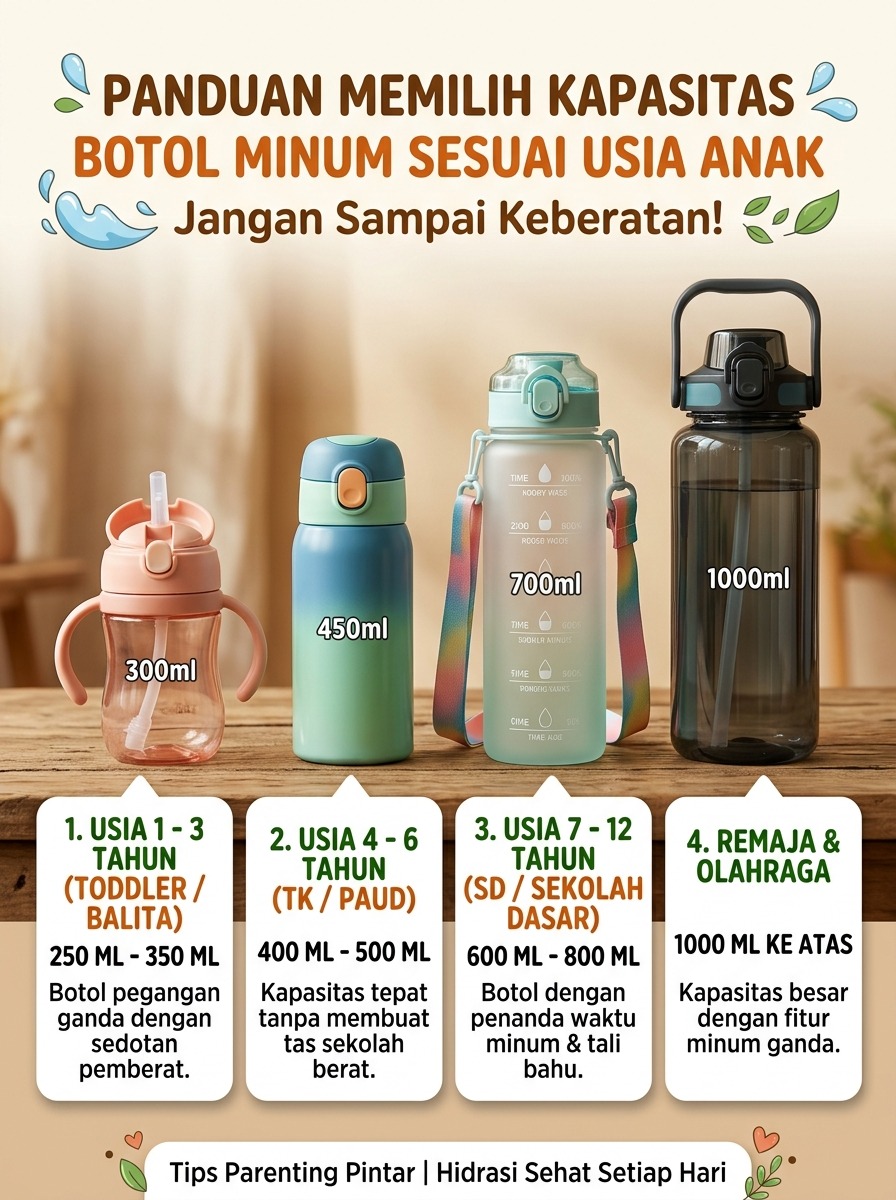 PANDUAN MEMILIH KAPASITAS
BOTOL MINUM SESUAI USIA ANAK
Jangan Sampai Keberatan!
300ml
450ml
TIME 100%
700ml
TIME
TIME
1000ml
1. USIA 1 - 3
TAHUN
(TODDLER /
BALITA)
250 ML - 350 ML
Botol pegangan
ganda dengan
sedotan
pemberat.
2. USIA 4 - 6
TAHUN
(TK / PAUD)
400 ML - 500 ML
Kapasitas tepat
tanpa membuat
tas sekolah
berat.
3. USIA 7 - 12
TAHUN
(SD / SEKOLAH
DASAR)
600 ML - 800 ML
Botol dengan
penanda waktu
minum & tali
bahu.
4. REMAJA &
OLAHRAGA
1000 ML KE ATAS
Kapasitas besar
dengan fitur
minum ganda.
Tips Parenting Pintar | Hidrasi Sehat Setiap Hari